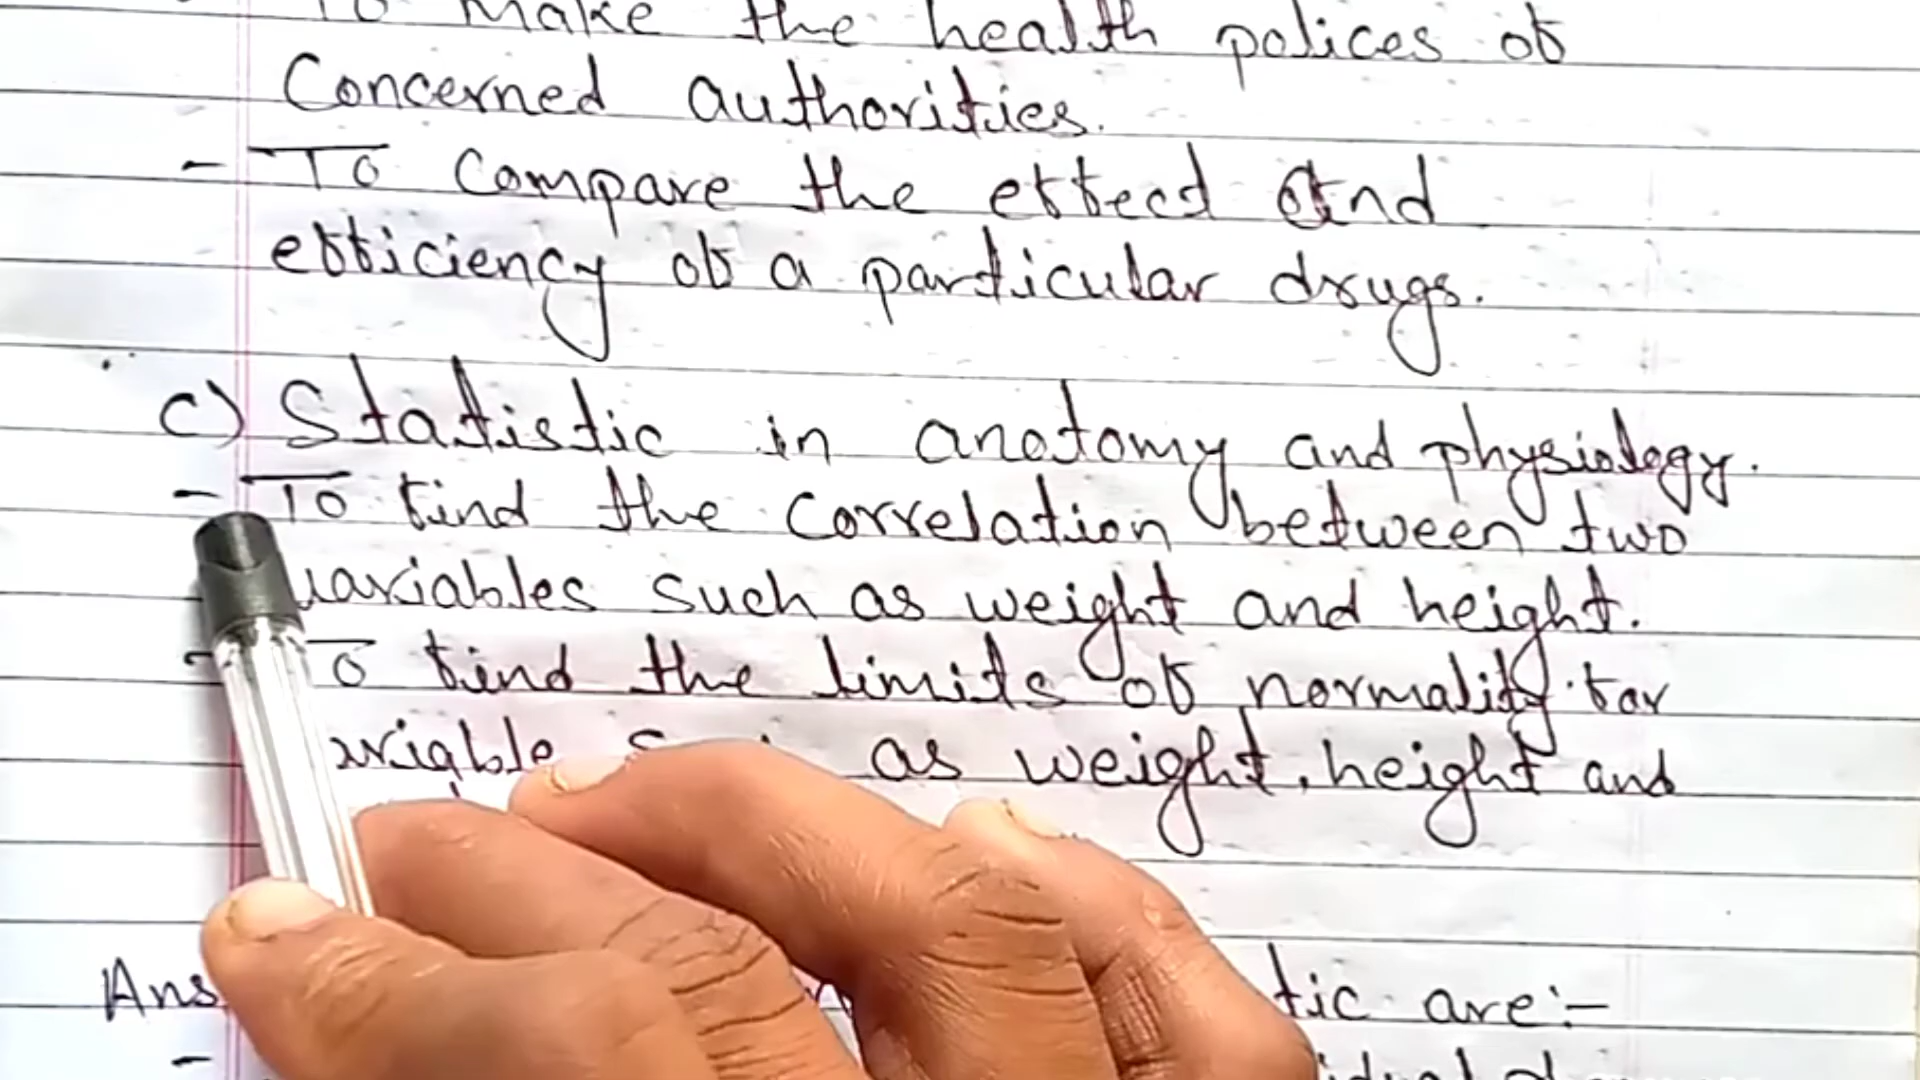 To make the health polices of
Concerned authorities.
- To Compare the effect and
efficiency of a particular drugs.
c) Statistic in anatomy and physiology.
- To find the correlation between two
variables such as weight and height.
- To find the limits of normality for
as weight, height and
Ans tic are:-
-